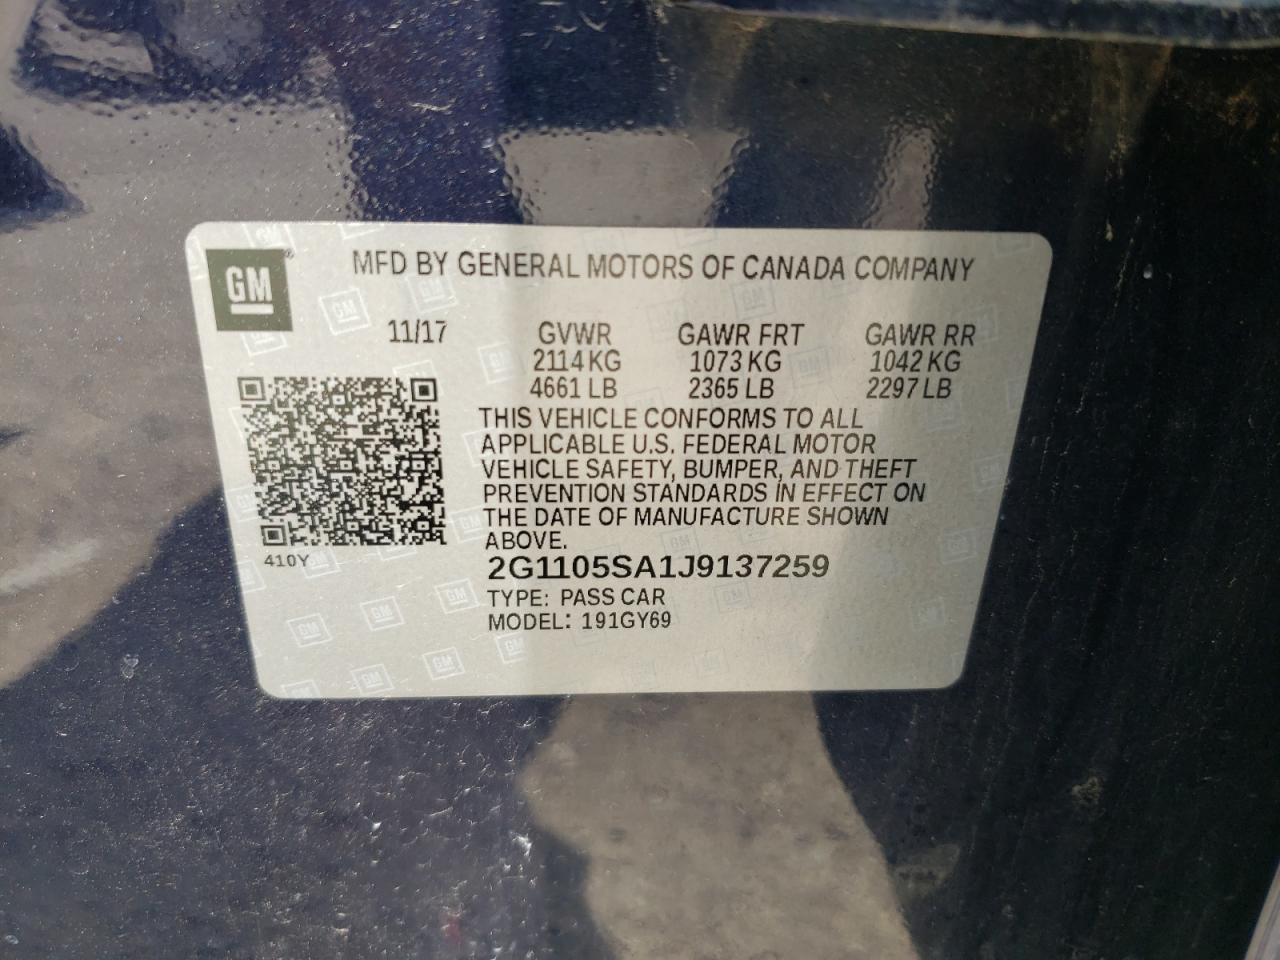 GM®
MFD BY GENERAL MOTORS OF CANADA COMPANY
11/17 GVWR GAWR FRT GAWR RR
2114 KG 1073 KG 1042 KG
4661 LB 2365 LB 2297 LB
THIS VEHICLE CONFORMS TO ALL
APPLICABLE U.S. FEDERAL MOTOR
VEHICLE SAFETY, BUMPER, AND THEFT
PREVENTION STANDARDS IN EFFECT ON
THE DATE OF MANUFACTURE SHOWN
ABOVE.
410Y
2G1105SA1J9137259
TYPE: PASS CAR
MODEL: 191GY69